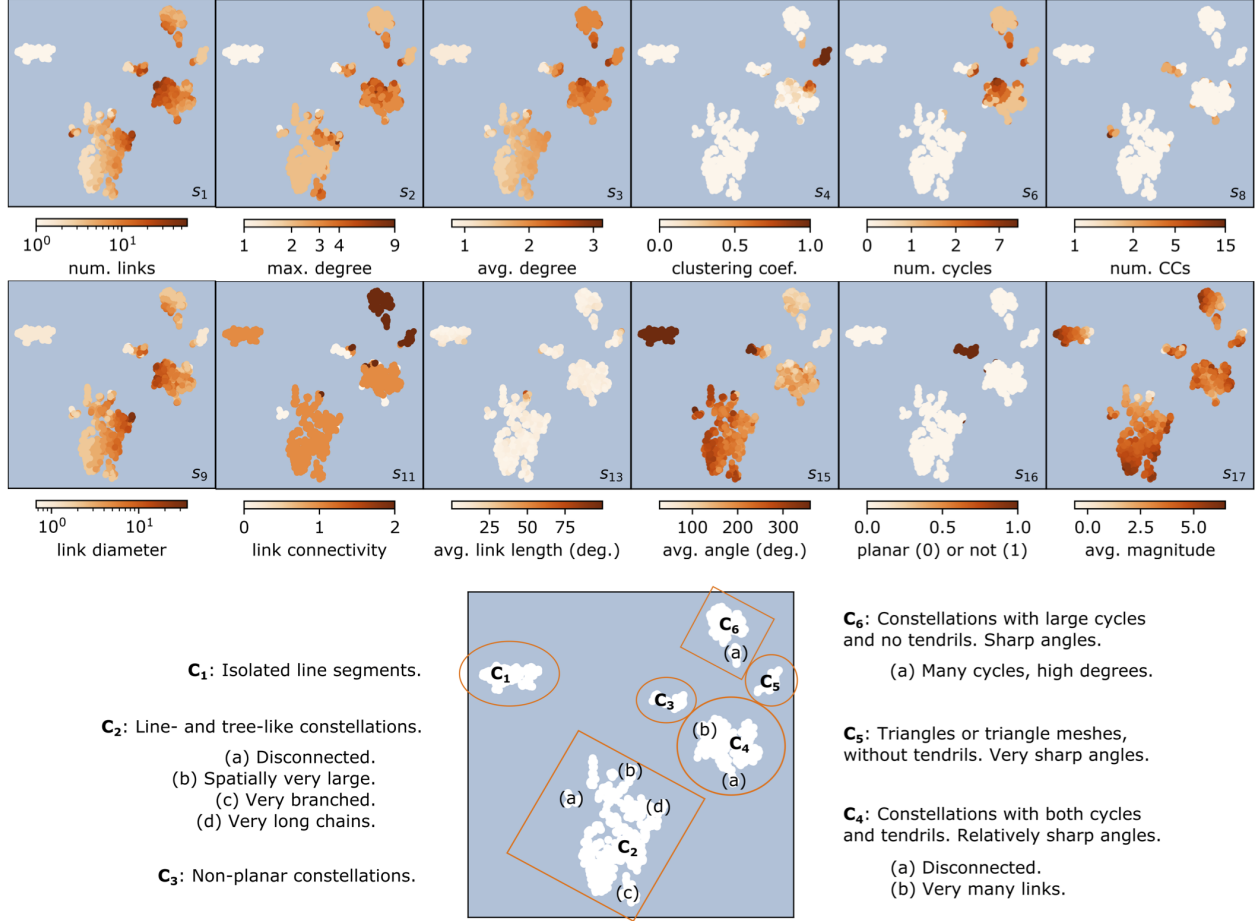 s1 s2 s3 s4 s6 s8
10^0 10^1 1 2 3 4 9 1 2 3 0.0 0.5 1.0 0 1 2 7 1 2 5 15
num. links max. degree avg. degree clustering coef. num. cycles num. CCs
s9 s11 s13 s15 s16 s17
10^0 10^1 0 1 2 25 50 75 100 200 300 0.0 0.5 1.0 0.0 2.5 5.0
link diameter link connectivity avg. link length (deg.) avg. angle (deg.) planar (0) or not (1) avg. magnitude
C1: Isolated line segments.
C2: Line- and tree-like constellations.
(a) Disconnected.
(b) Spatially very large.
(c) Very branched.
(d) Very long chains.
C3: Non-planar constellations.
C6
(a)
C1
C5
C3
(b)
C4
(a)
(b)
(a)
(d)
C2
(c)
C6: Constellations with large cycles
and no tendrils. Sharp angles.
(a) Many cycles, high degrees.
C5: Triangles or triangle meshes,
without tendrils. Very sharp angles.
C4: Constellations with both cycles
and tendrils. Relatively sharp angles.
(a) Disconnected.
(b) Very many links.